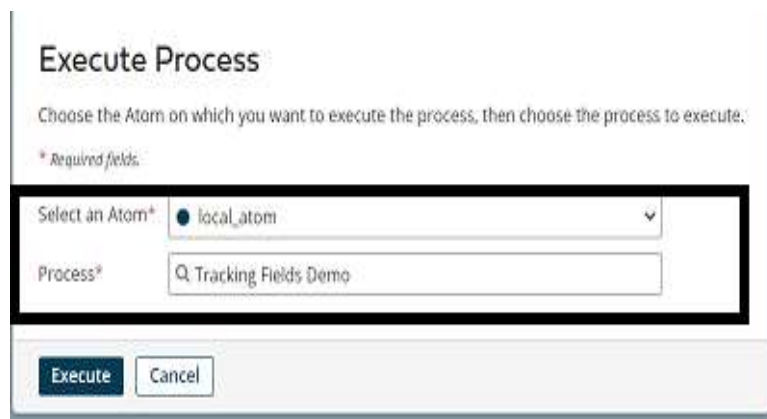 Execute Process
Choose the Atom on which you want to execute the process, then choose the process to execute.
* Required fields.
Select an Atom* local_atom
Process* Tracking Fields Demo
Execute Cancel